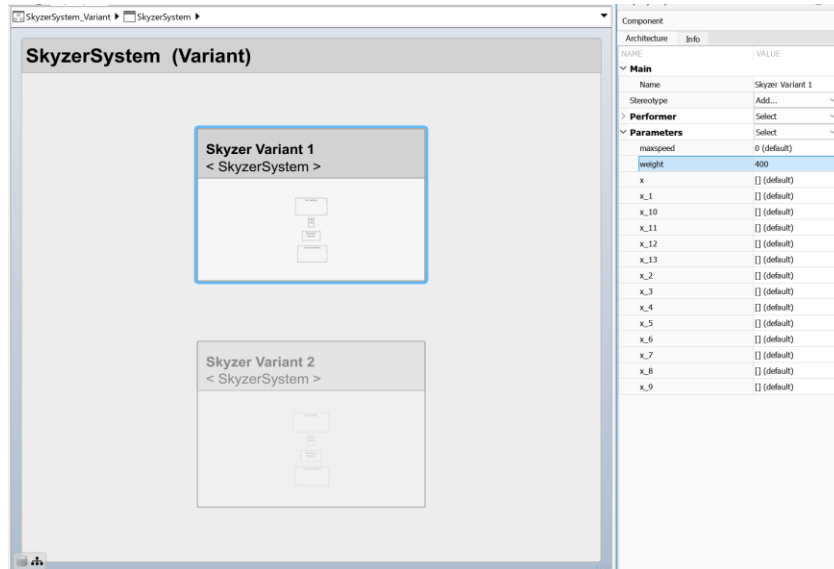 SkyzerSystem_Variant SkyzerSystem
SkyzerSystem (Variant)
Skyzer Variant 1
< SkyzerSystem >
Skyzer Variant 2
< SkyzerSystem >
Component
Architecture Info
NAME VALUE
Main
Name Skyzer Variant 1
Stereotype Add...
Performer Select
Parameters Select
maxspeed 0 (default)
weight 400
x [] (default)
x_1 [] (default)
x_10 [] (default)
x_11 [] (default)
x_12 [] (default)
x_13 [] (default)
x_2 [] (default)
x_3 [] (default)
x_4 [] (default)
x_5 [] (default)
x_6 [] (default)
x_7 [] (default)
x_8 [] (default)
x_9 [] (default)